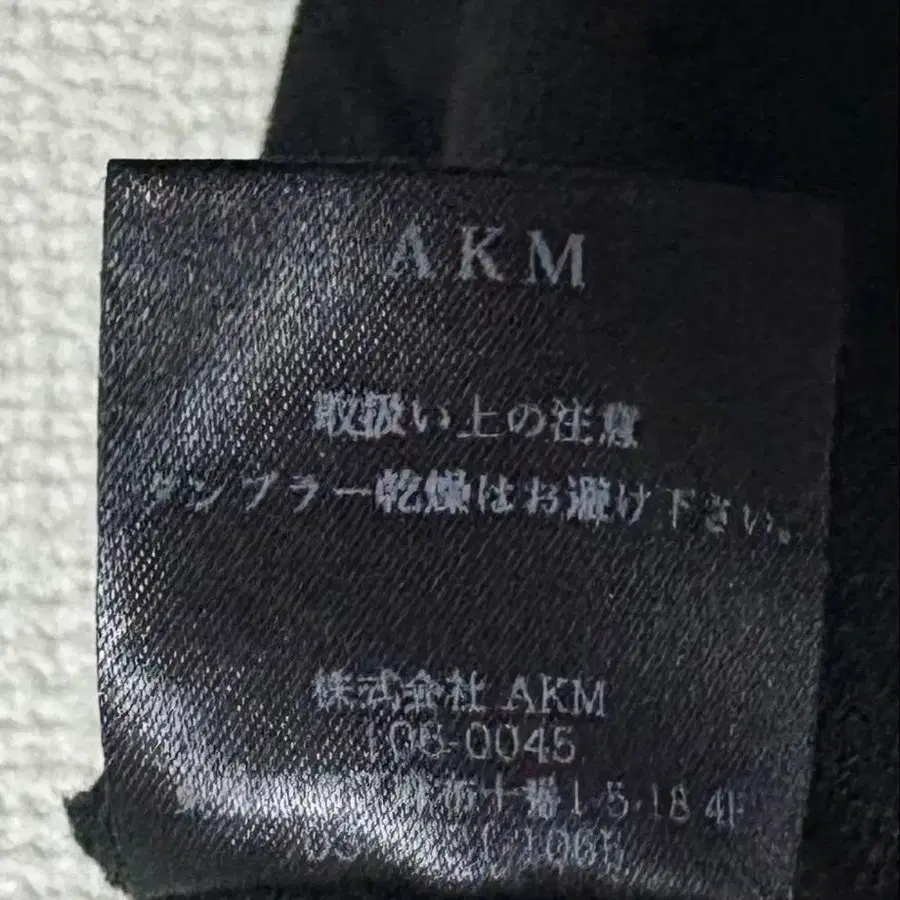 AKM
取扱い上の注意
タンブラー乾燥はお避け下さい。
株式会社 AKM
106-0045
麻布十番1-5-18 4F